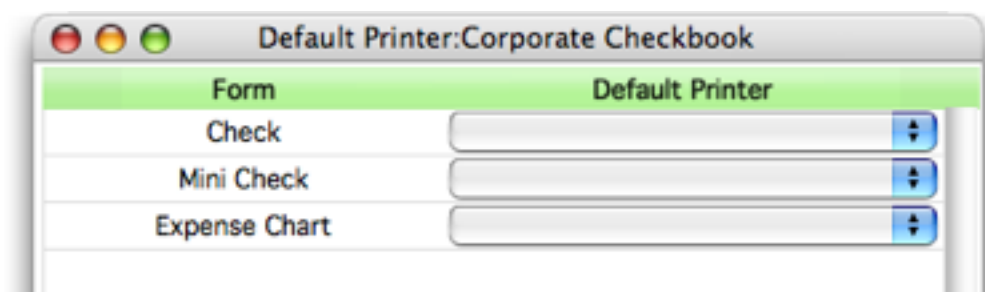 Default Printer:Corporate Checkbook
Form Default Printer
Check
Mini Check
Expense Chart